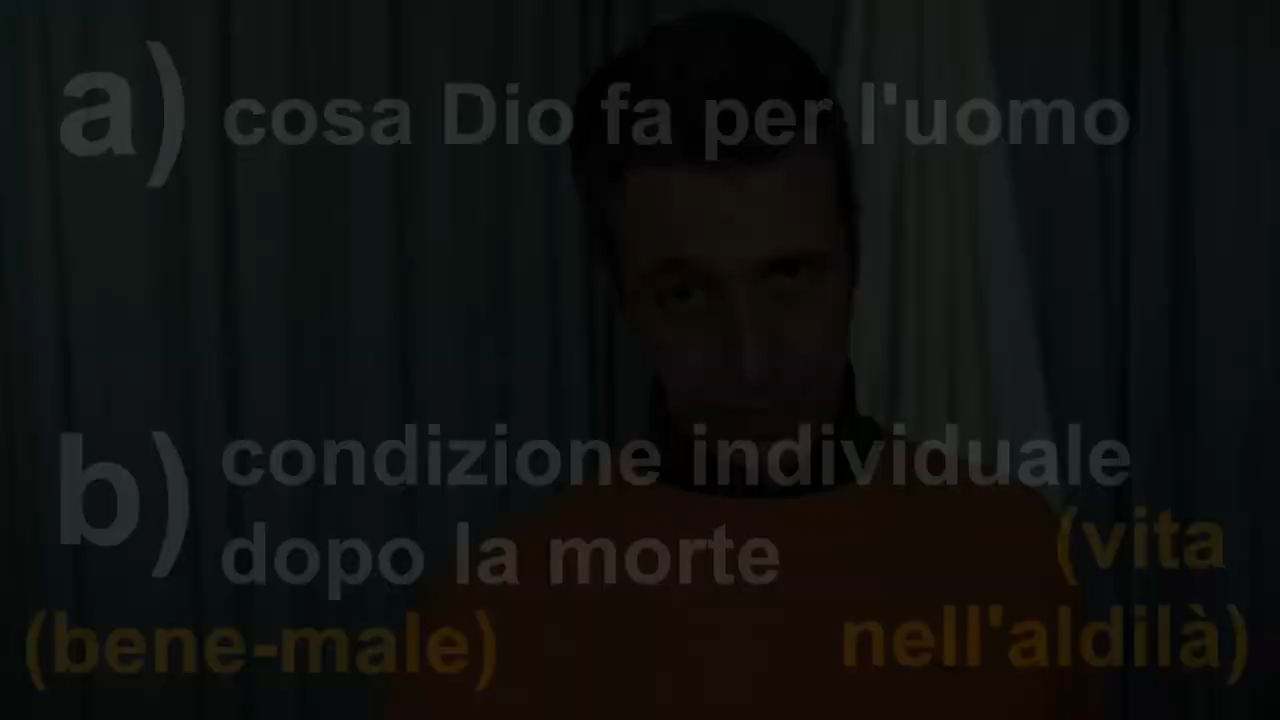 a) cosa Dio fa per l'uomo
b) condizione individuale
dopo la morte
(vita
nell'aldilà)
(bene-male)